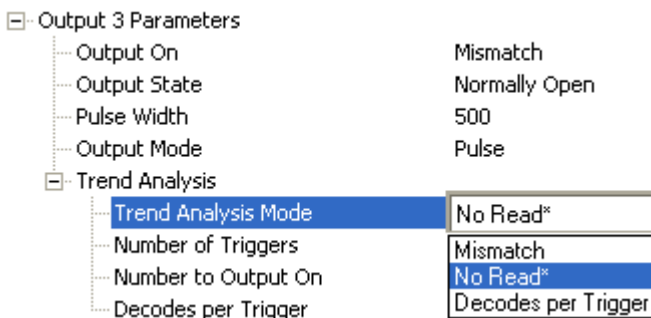 Output 3 Parameters
Output On Mismatch
Output State Normally Open
Pulse Width 500
Output Mode Pulse
Trend Analysis
Trend Analysis Mode No Read*
Number of Triggers Mismatch
Number to Output On No Read*
Decodes per Trigger Decodes per Trigger